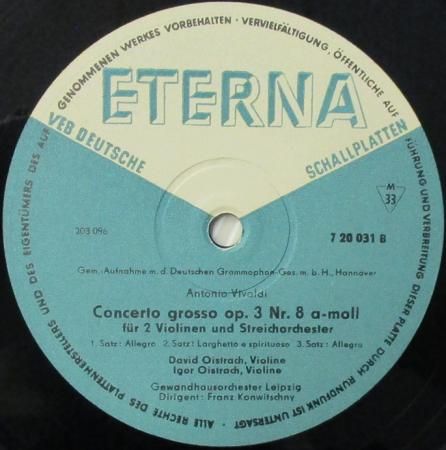 ALLE RECHTE DES PLATTENHERSTELLERS UND DES EIGENTÜMERS DES AUFGENOMMENEN WERKES VORBEHALTEN · VERVIELFÄLTIGUNG, ÖFFENTLICHE AUFFÜHRUNG UND VERBREITUNG DIESER PLATTE DURCH RUNDFUNK IST UNTERSAGT ·
ETERNA
VEB DEUTSCHE SCHALLPLATTEN
M
33
203 096
7 20 031 B
Gem. Aufnahme m. d. Deutschen Grammophon-Ges. m. b. H., Hannover
Antonio Vivaldi
Concerto grosso op. 3 Nr. 8 a-moll
für 2 Violinen und Streichorchester
1. Satz: Allegro 2. Satz: Larghetto e spirituoso 3. Satz: Allegro
David Oistrach, Violine
Igor Oistrach, Violine
Gewandhausorchester Leipzig
Dirigent: Franz Konwitschny